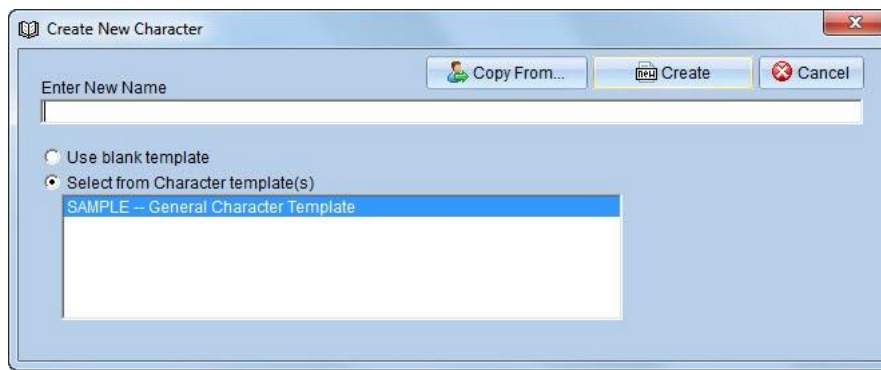 Create New Character
Copy From...
new Create
Cancel
Enter New Name
Use blank template
Select from Character template(s)
SAMPLE -- General Character Template